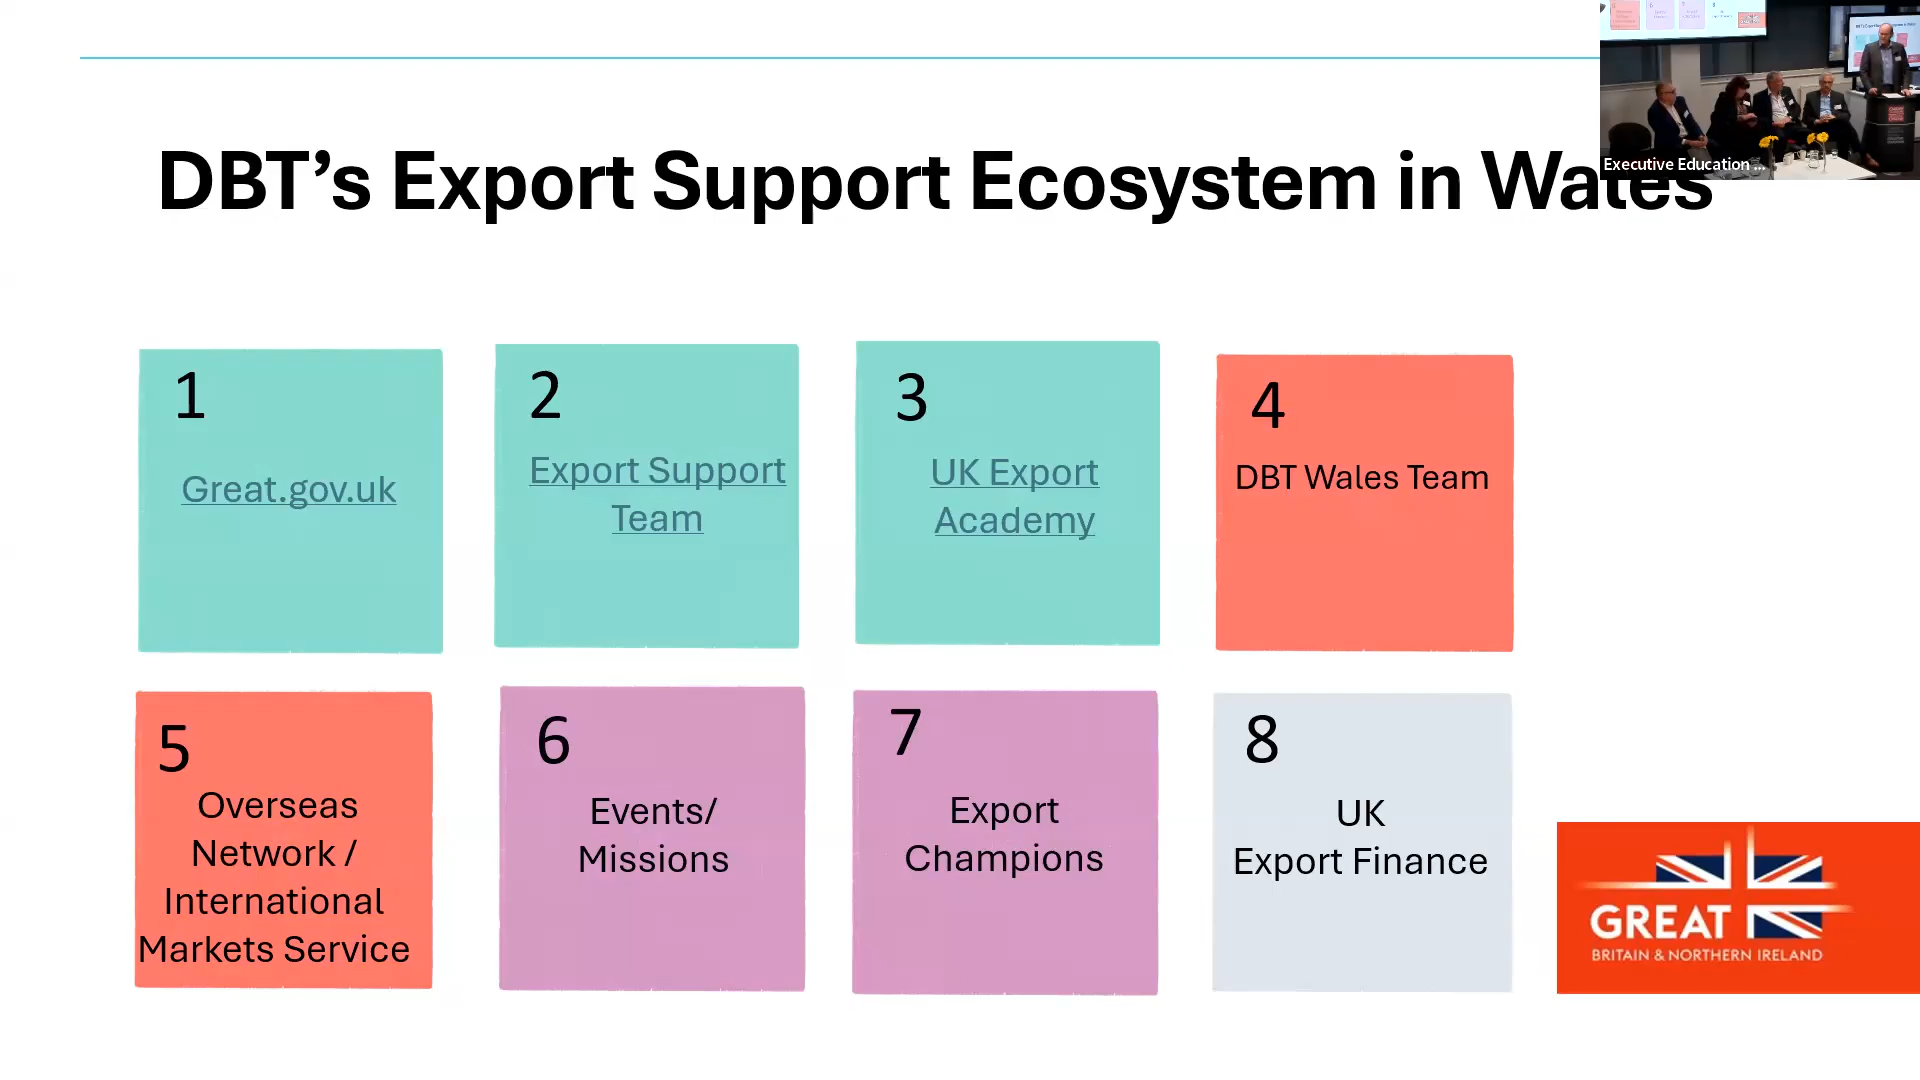 DBT’s Export Support Ecosystem in Wales
Executive Education ...
1
Great.gov.uk
2
Export Support
Team
3
UK Export
Academy
4
DBT Wales Team
5
Overseas
Network /
International
Markets Service
6
Events/
Missions
7
Export
Champions
8
UK
Export Finance
GREAT
BRITAIN & NORTHERN IRELAND